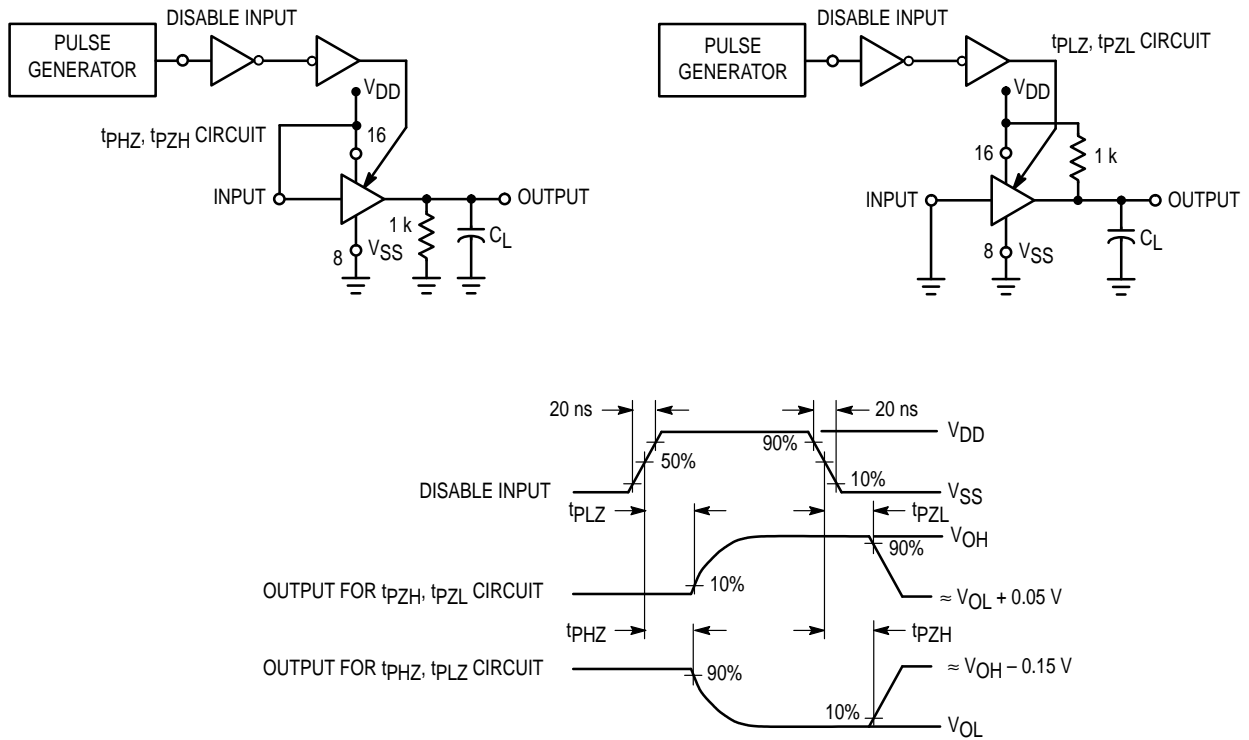 DISABLE INPUT
PULSE GENERATOR
VDD
tPHZ, tPZH CIRCUIT
16
INPUT
OUTPUT
1 k
CL
8
VSS
DISABLE INPUT
PULSE GENERATOR
tPLZ, tPZL CIRCUIT
VDD
16
1 k
INPUT
OUTPUT
CL
8
VSS
20 ns
20 ns
VDD
90%
50%
10%
DISABLE INPUT
VSS
tPLZ
tPZL
VOH
90%
10%
OUTPUT FOR tPZH, tPZL CIRCUIT
≈ VOL + 0.05 V
tPHZ
tPZH
OUTPUT FOR tPHZ, tPLZ CIRCUIT
90%
≈ VOH – 0.15 V
10%
VOL